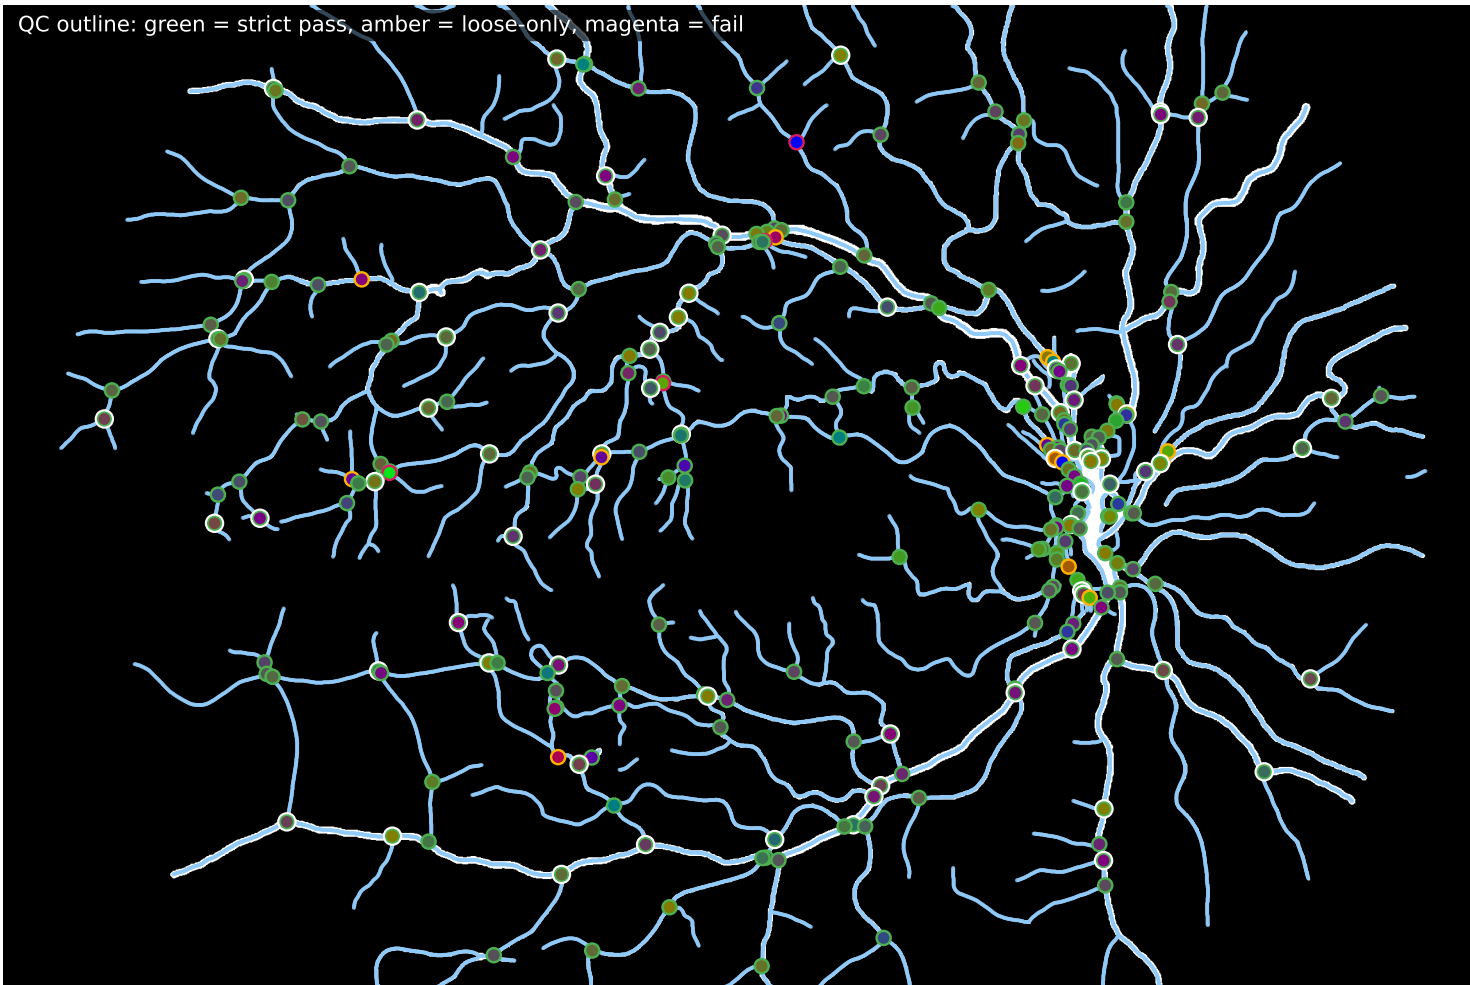 QC outline: green = strict pass, amber = loose-only, magenta = fail